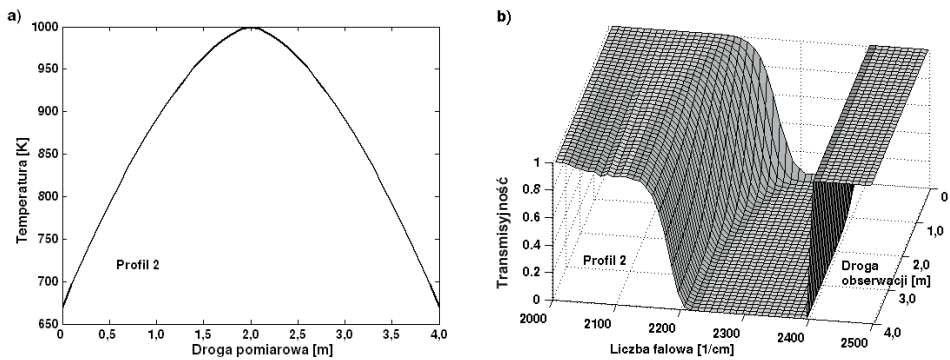 a)
1000
950
900
850
800
750
700
650
Temperatura [K]
Profil 2
0 0,5 1,0 1,5 2,0 2,5 3,0 3,5 4,0
Droga pomiarowa [m]
b)
1
0.8
0.6
0.4
0.2
0
Transmisyjność
Profil 2
2000
2100
2200
2300
2400
2500
Liczba falowa [1/cm]
0
1,0
2,0
3,0
4,0
Droga
obserwacji [m]